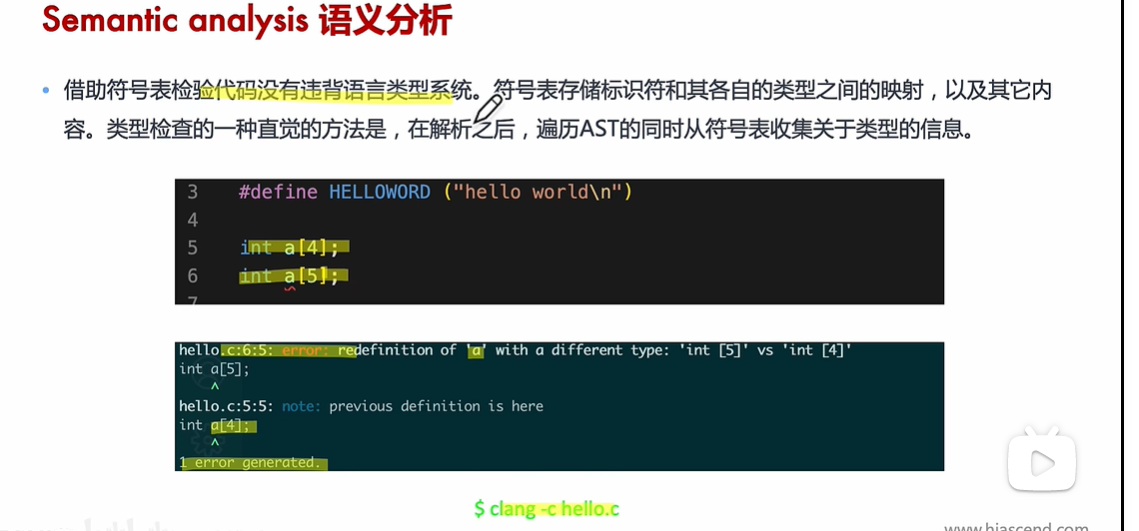 Semantic analysis 语义分析
• 借助符号表检验代码没有违背语言类型系统。符号表存储标识符和其各自的类型之间的映射，以及其它内
容。类型检查的一种直觉的方法是，在解析之后，遍历AST的同时从符号表收集关于类型的信息。
3 #define HELLOWORD ("hello world\n")
4
5 int a[4];
6 int a[5];
7
hello.c:6:5: error: redefinition of 'a' with a different type: 'int [5]' vs 'int [4]'
int a[5];
^
hello.c:5:5: note: previous definition is here
int a[4];
^
1 error generated.
$ clang -c hello.c
www.hiascend.com